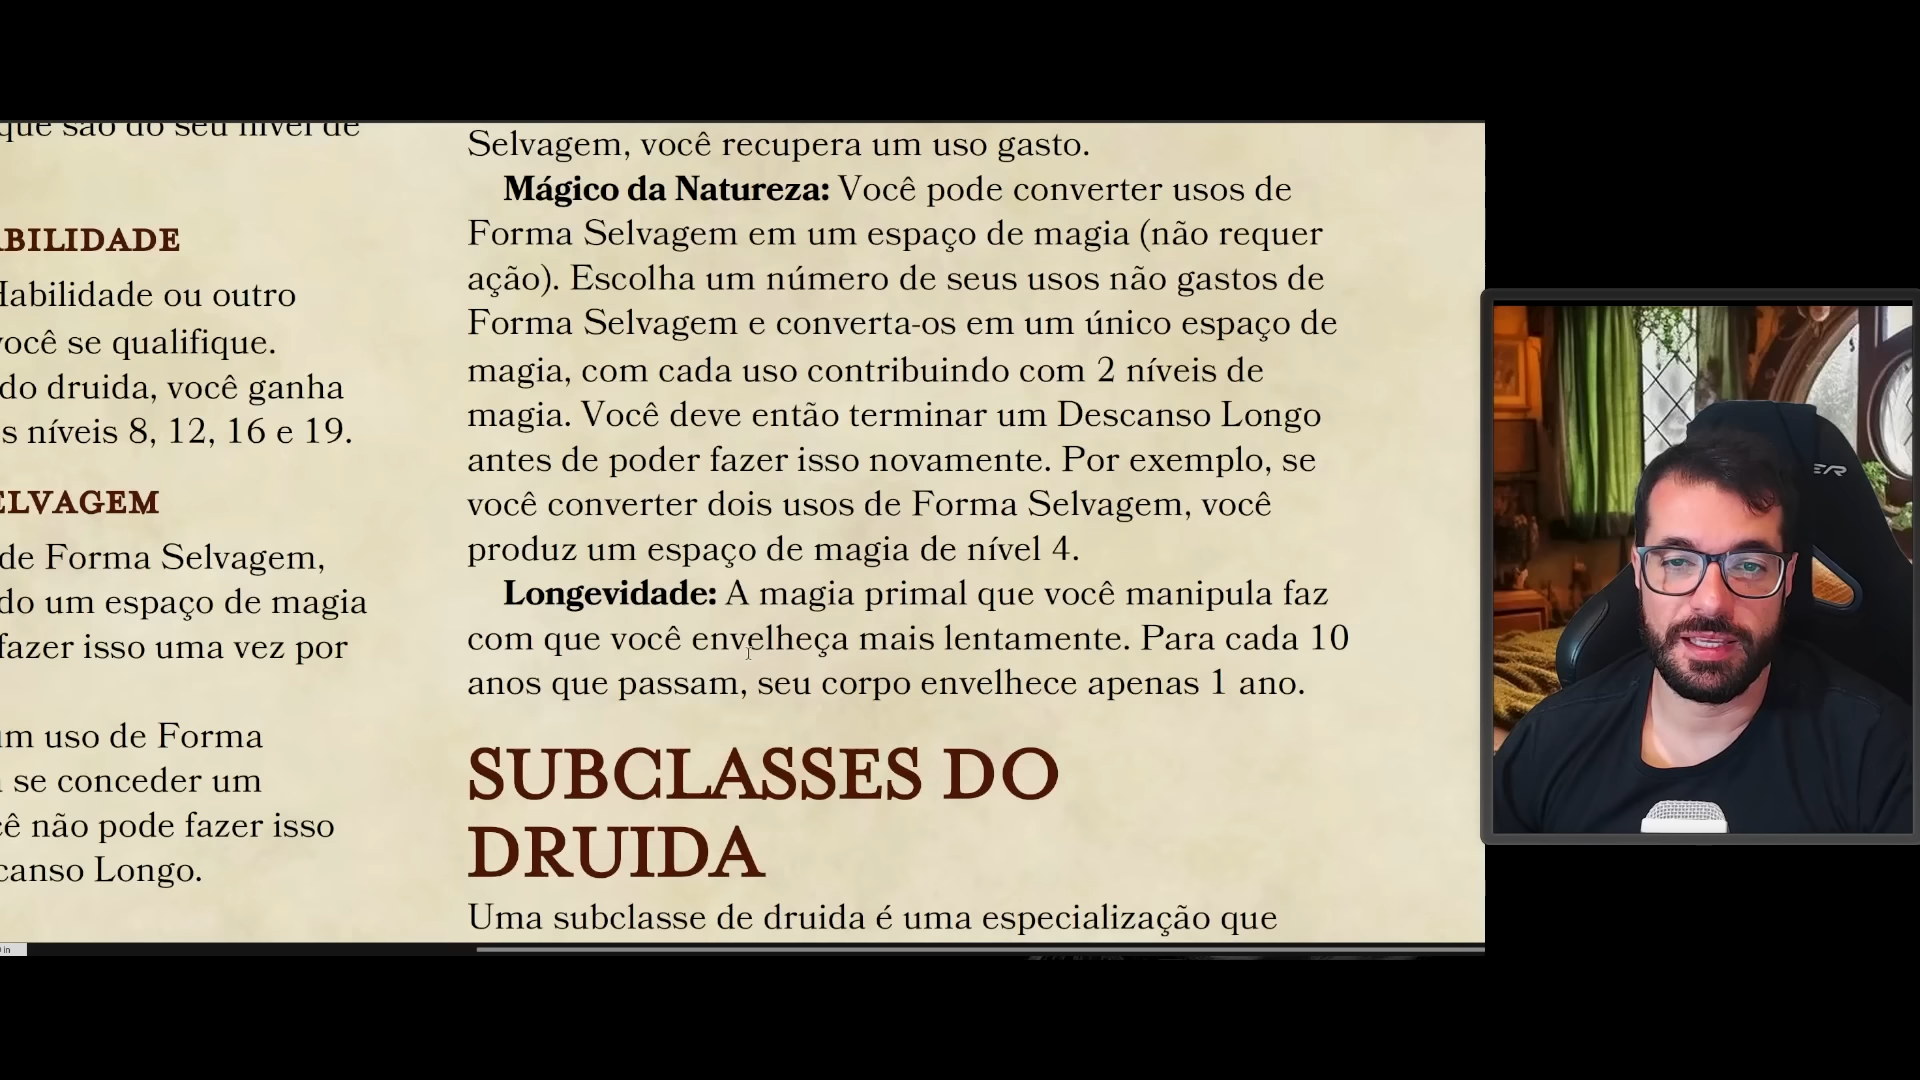 que são do seu nível de
ABILIDADE
Habilidade ou outro
você se qualifique.
do druida, você ganha
s níveis 8, 12, 16 e 19.
ELVAGEM
de Forma Selvagem,
do um espaço de magia
fazer isso uma vez por
um uso de Forma
a se conceder um
cê não pode fazer isso
canso Longo.
Selvagem, você recupera um uso gasto.
Mágico da Natureza: Você pode converter usos de
Forma Selvagem em um espaço de magia (não requer
ação). Escolha um número de seus usos não gastos de
Forma Selvagem e converta-os em um único espaço de
magia, com cada uso contribuindo com 2 níveis de
magia. Você deve então terminar um Descanso Longo
antes de poder fazer isso novamente. Por exemplo, se
você converter dois usos de Forma Selvagem, você
produz um espaço de magia de nível 4.
Longevidade: A magia primal que você manipula faz
com que você envelheça mais lentamente. Para cada 10
anos que passam, seu corpo envelhece apenas 1 ano.
SUBCLASSES DO
DRUIDA
Uma subclasse de druida é uma especialização que